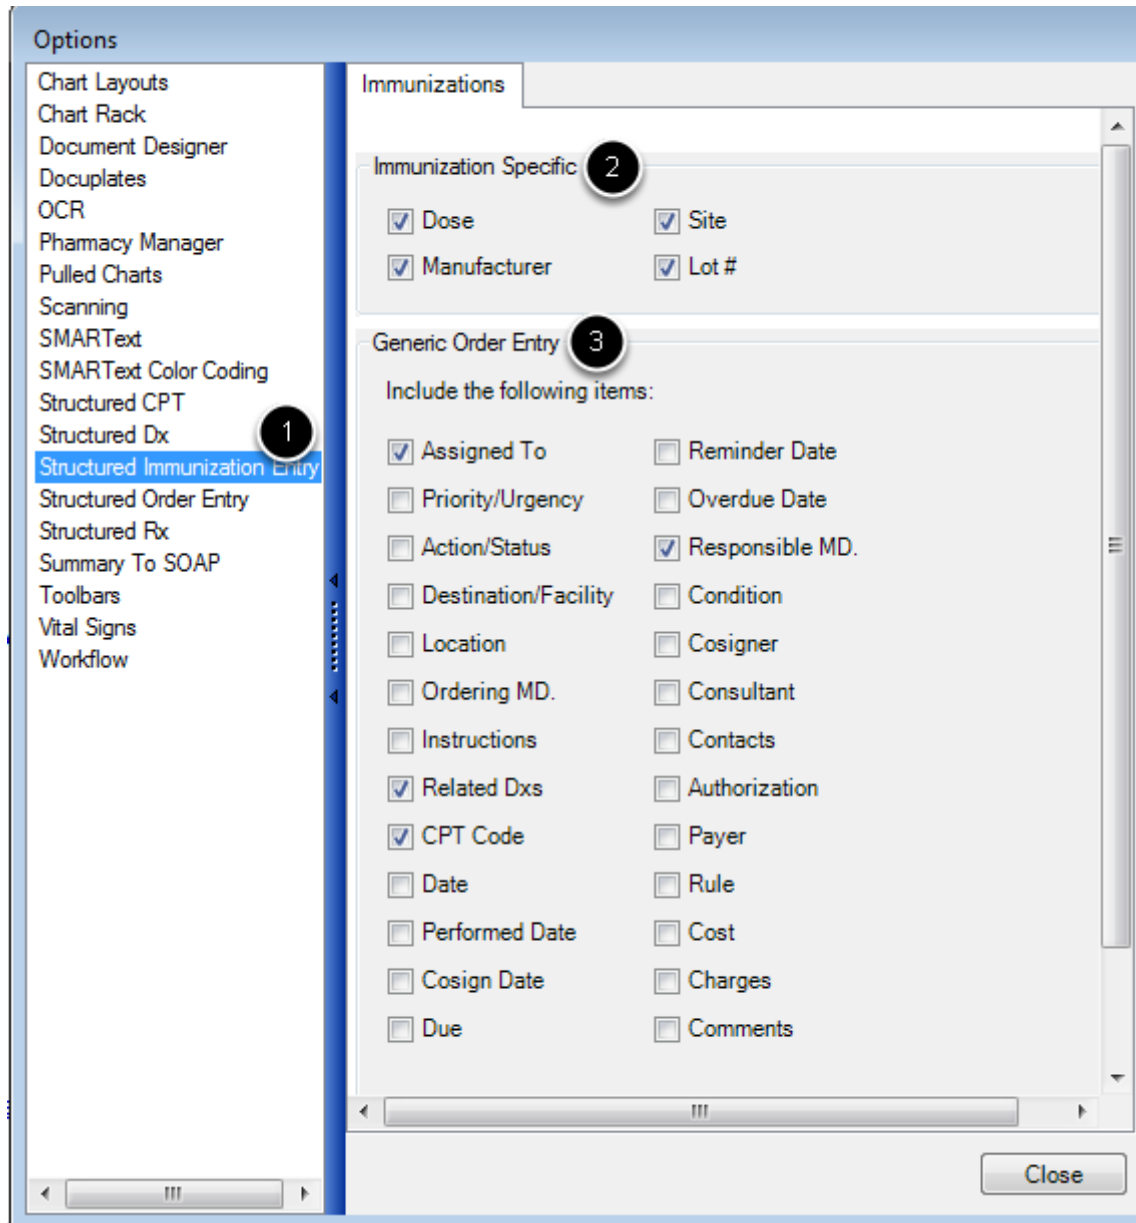 Options
Chart Layouts
Chart Rack
Document Designer
Docuplates
OCR
Pharmacy Manager
Pulled Charts
Scanning
SMARText
SMARText Color Coding
Structured CPT
Structured Dx
1
Structured Immunization Entry
Structured Order Entry
Structured Rx
Summary To SOAP
Toolbars
Vital Signs
Workflow
Immunizations
Immunization Specific 2
Dose Site
Manufacturer Lot #
Generic Order Entry 3
Include the following items:
Assigned To Reminder Date
Priority/Urgency Overdue Date
Action/Status Responsible MD.
Destination/Facility Condition
Location Cosigner
Ordering MD. Consultant
Instructions Contacts
Related Dxs Authorization
CPT Code Payer
Date Rule
Performed Date Cost
Cosign Date Charges
Due Comments
Close